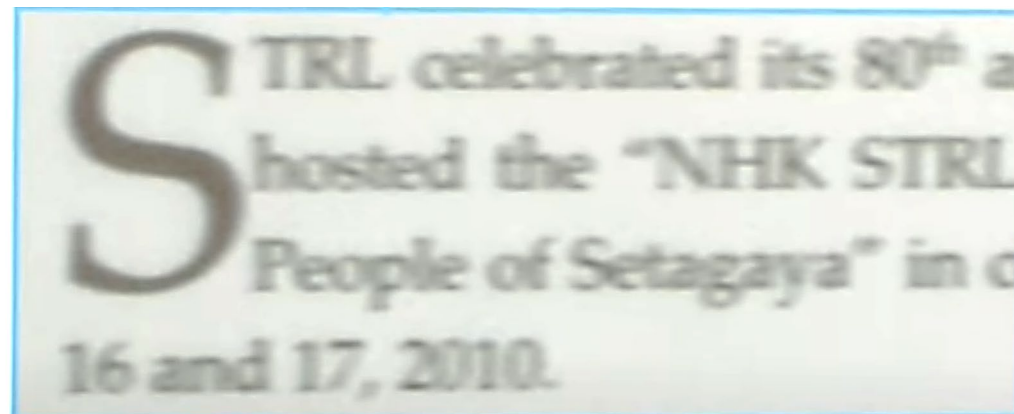 STRL celebrated its 80th a
hosted the "NHK STRL
People of Setagaya" in c
16 and 17, 2010.